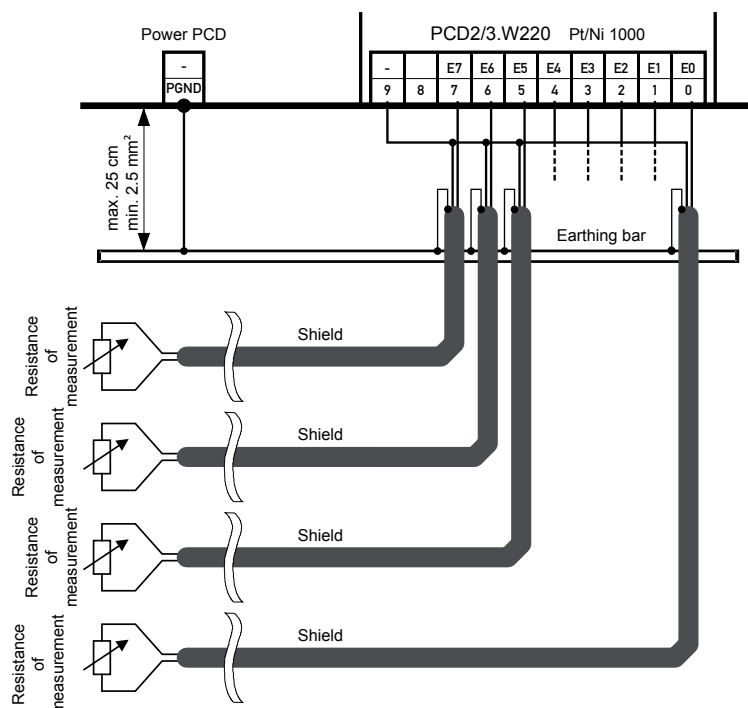 Power PCD
PCD2/3.W220 Pt/Ni 1000
- - E7 E6 E5 E4 E3 E2 E1 E0
PGND 9 8 7 6 5 4 3 2 1 0
max. 25 cm
min. 2.5 mm²
Earthing bar
Resistance
of
measurement
Shield
Resistance
of
measurement
Shield
Resistance
of
measurement
Shield
Resistance
of
measurement
Shield